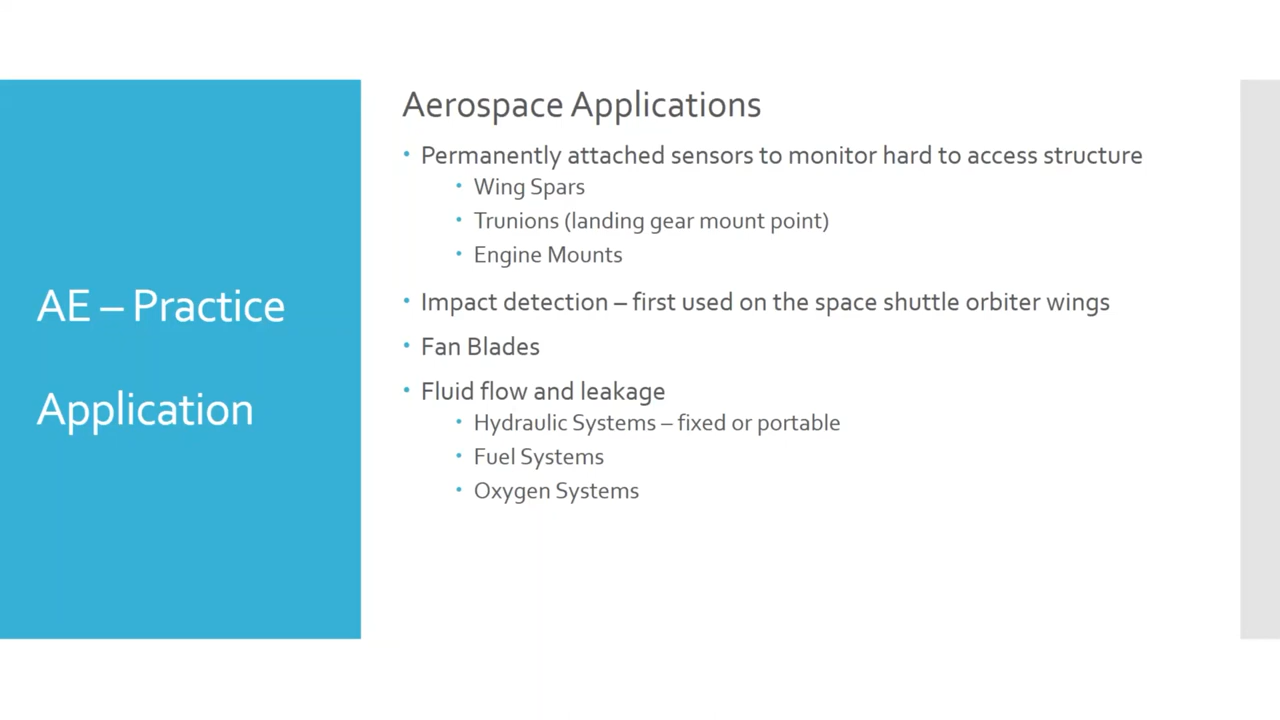 AE – Practice
Application
Aerospace Applications
• Permanently attached sensors to monitor hard to access structure
• Wing Spars
• Trunions (landing gear mount point)
• Engine Mounts
• Impact detection – first used on the space shuttle orbiter wings
• Fan Blades
• Fluid flow and leakage
• Hydraulic Systems – fixed or portable
• Fuel Systems
• Oxygen Systems